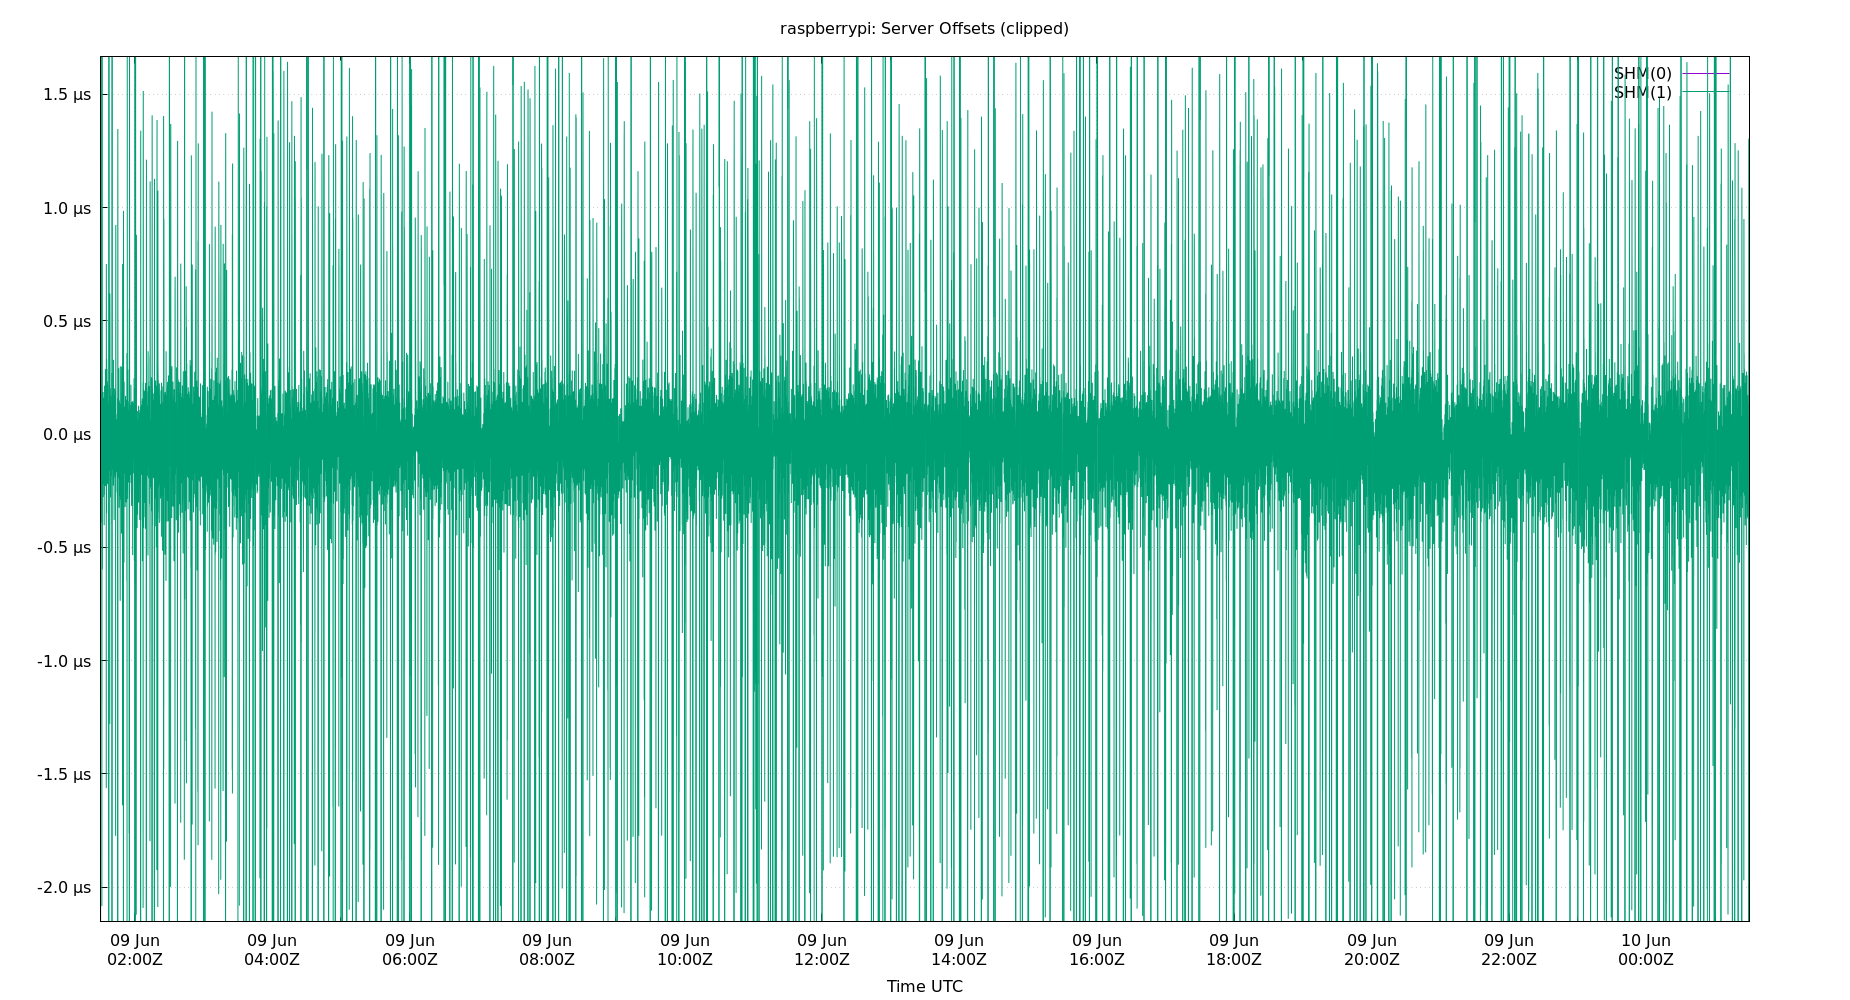 raspberrypi: Server Offsets (clipped)
SHM(0)
SHM(1)
1.5 µs
1.0 µs
0.5 µs
0.0 µs
-0.5 µs
-1.0 µs
-1.5 µs
-2.0 µs
09 Jun 09 Jun 09 Jun 09 Jun 09 Jun 09 Jun 09 Jun 09 Jun 09 Jun 09 Jun 09 Jun 10 Jun
02:00Z 04:00Z 06:00Z 08:00Z 10:00Z 12:00Z 14:00Z 16:00Z 18:00Z 20:00Z 22:00Z 00:00Z
Time UTC